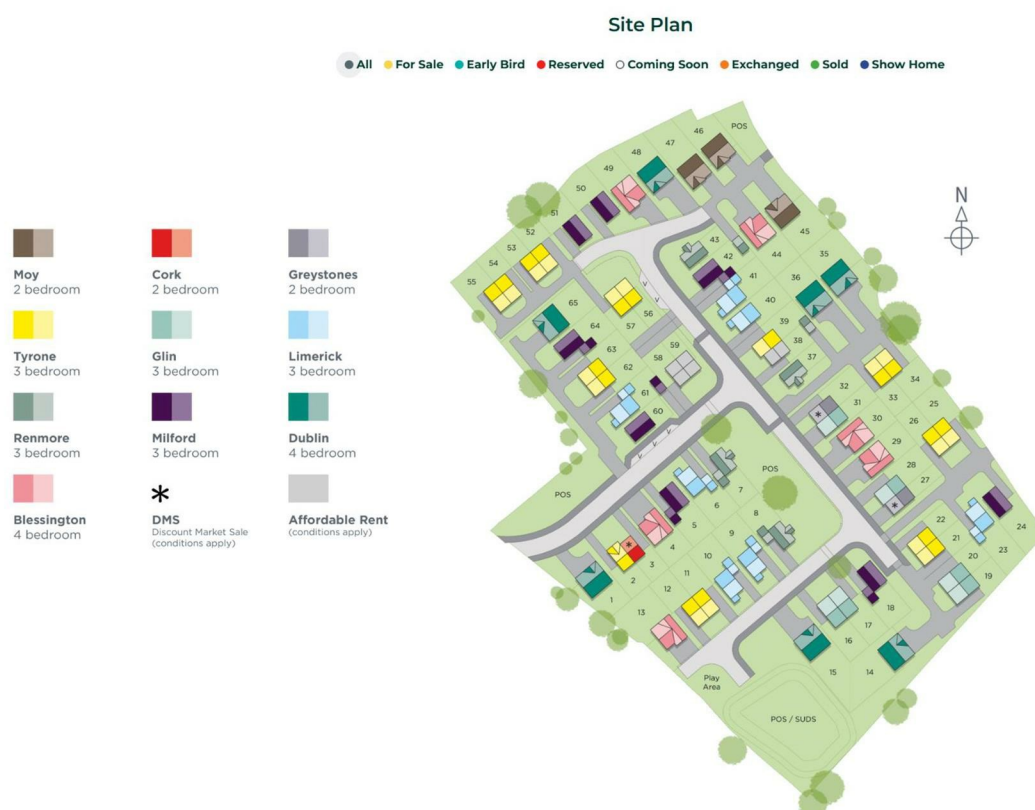 Site Plan
All For Sale Early Bird Reserved Coming Soon Exchanged Sold Show Home
Moy
2 bedroom
Cork
2 bedroom
Greystones
2 bedroom
Tyrone
3 bedroom
Glin
3 bedroom
Limerick
3 bedroom
Renmore
3 bedroom
Milford
3 bedroom
Dublin
4 bedroom
Blessington
4 bedroom
*
DMS
Discount Market Sale
(conditions apply)
Affordable Rent
(conditions apply)
N
POS
46
47
48
49
50
51
52
53
54
55
45
44
43
42
41
40
39
38
37
36
35
65
64
63
62
61
60
59
58
57
56
V
V
34
33
32
31
30
29
28
27
26
25
*
*
24
23
22
21
20
19
18
17
16
15
14
V
V
V
POS
POS
7
6
5
4
3
2
1
*
8
9
10
11
12
13
Play
Area
POS / SUDS